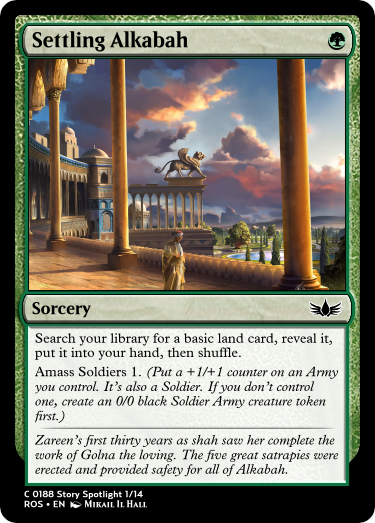 Settling Alkabah
Sorcery
Search your library for a basic land card, reveal it,
put it into your hand, then shuffle.
Amass Soldiers 1. (Put a +1/+1 counter on an Army
you control. It's also a Soldier. If you don't control
one, create an 0/0 black Soldier Army creature token
first.)
Zareen's first thirty years as shah saw her complete the
work of Golna the loving. The five great satrapies were
erected and provided safety for all of Alkabah.
C 0188 Story Spotlight 1/14
ROS • EN Mikail Il Hall